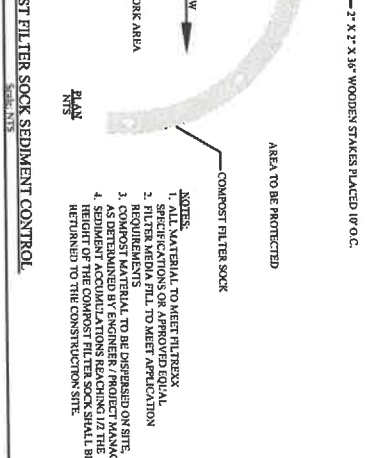 2" X 2" X 36" WOODEN STAKES PLACED 10' O.C.
AREA TO BE PROTECTED
COMPOST FILTER SOCK
W
ORK AREA
PLAN
NTS
NOTES:
1. ALL MATERIAL TO MEET FILTREXX
SPECIFICATIONS OR APPROVED EQUAL
2. FILTER MEDIA FILL TO MEET APPLICATION
REQUIREMENTS
3. COMPOST MATERIAL TO BE DISPERSED ON SITE,
AS DETERMINED BY ENGINEER / PROJECT MANAG
4. SEDIMENT ACCUMULATIONS REACHING 1/2 THE
HEIGHT OF THE COMPOST FILTER SOCK SHALL BE
RETURNED TO THE CONSTRUCTION SITE.
ST FILTER SOCK SEDIMENT CONTROL
Scale: NTS